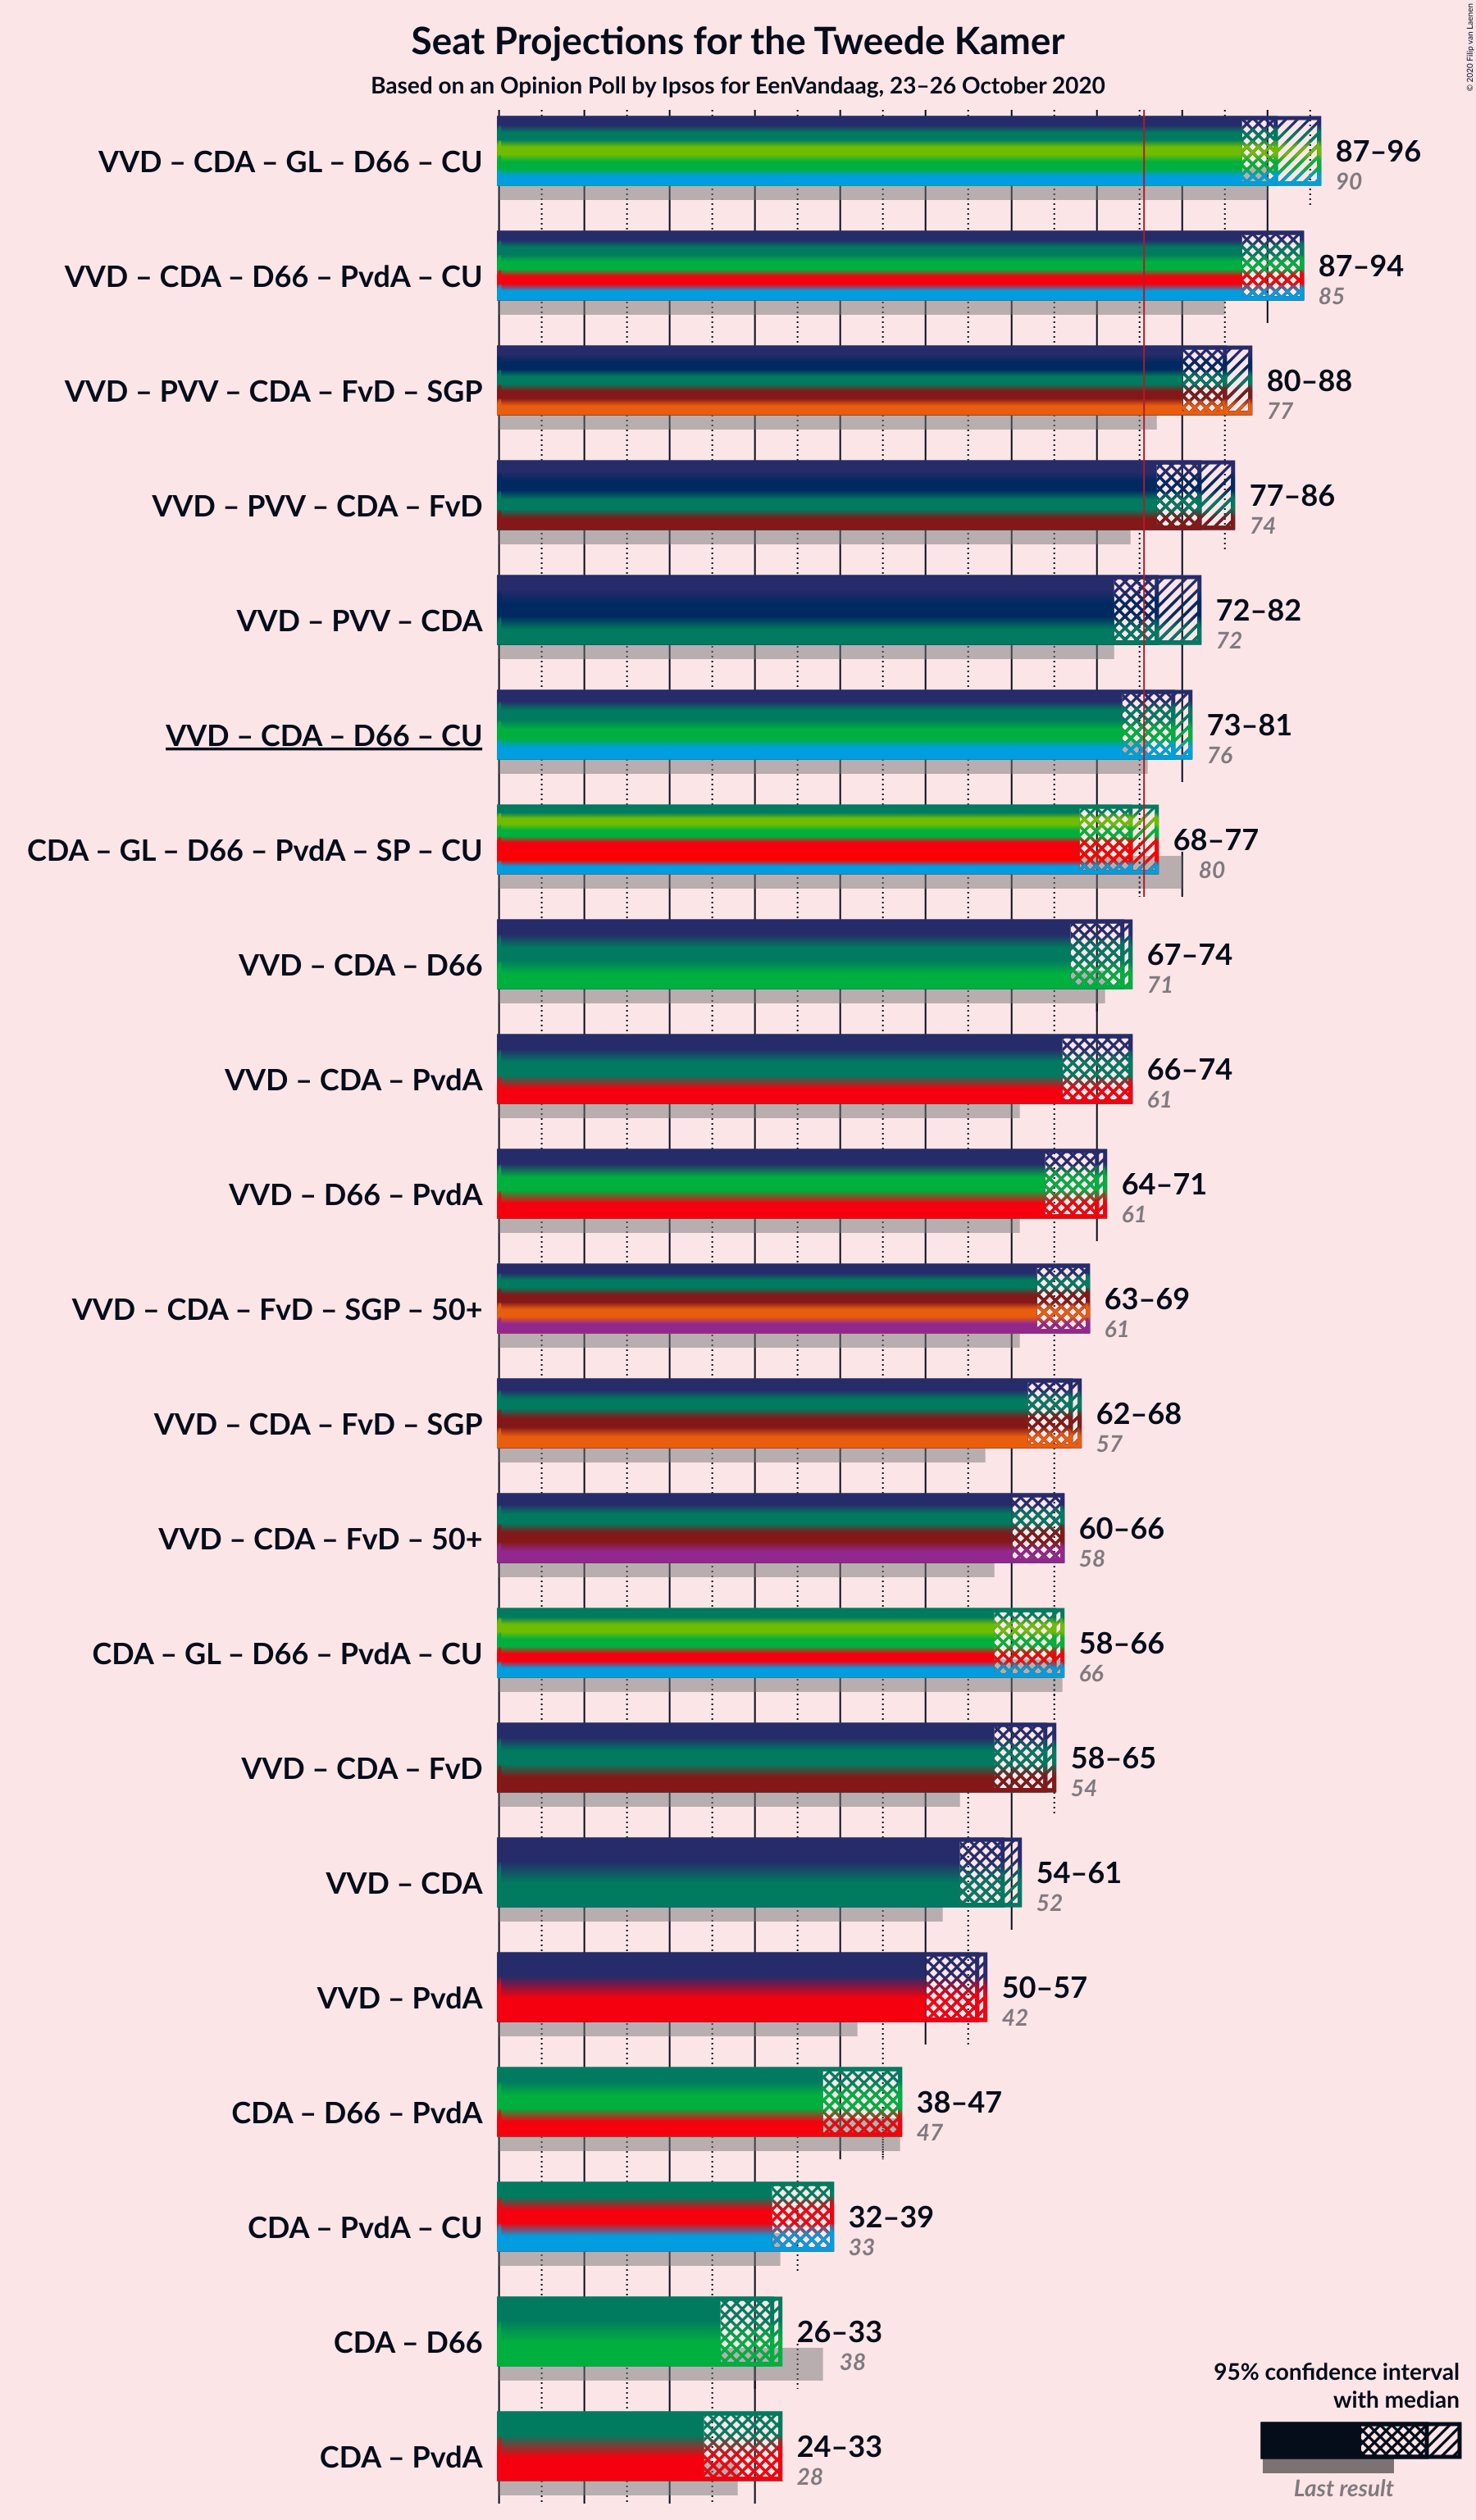 Seat Projections for the Tweede Kamer
Based on an Opinion Poll by Ipsos for EenVandaag, 23–26 October 2020
© 2020 Filip van Laenen
VVD – CDA – GL – D66 – CU
87–96
90
VVD – CDA – D66 – PvdA – CU
87–94
85
VVD – PVV – CDA – FvD – SGP
80–88
77
VVD – PVV – CDA – FvD
77–86
74
VVD – PVV – CDA
72–82
72
VVD – CDA – D66 – CU
73–81
76
CDA – GL – D66 – PvdA – SP – CU
68–77
80
VVD – CDA – D66
67–74
71
VVD – CDA – PvdA
66–74
61
VVD – D66 – PvdA
64–71
61
VVD – CDA – FvD – SGP – 50+
63–69
61
VVD – CDA – FvD – SGP
62–68
57
VVD – CDA – FvD – 50+
60–66
58
CDA – GL – D66 – PvdA – CU
58–66
66
VVD – CDA – FvD
58–65
54
VVD – CDA
54–61
52
VVD – PvdA
50–57
42
CDA – D66 – PvdA
38–47
47
CDA – PvdA – CU
32–39
33
CDA – D66
26–33
38
CDA – PvdA
24–33
28
95% confidence interval
with median
Last result